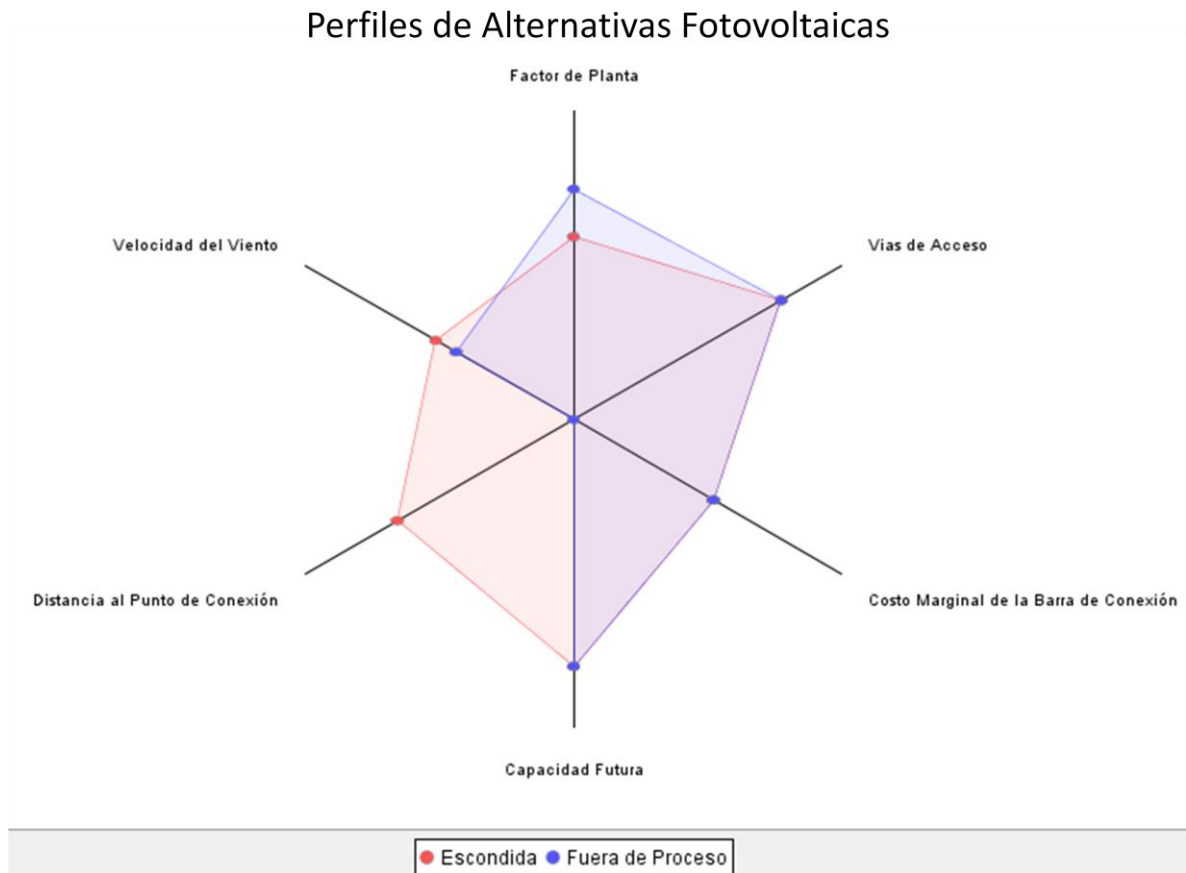 Perfiles de Alternativas Fotovoltaicas
Factor de Planta
Velocidad del Viento
Vias de Acceso
Distancia al Punto de Conexión
Costo Marginal de la Barra de Conexión
Capacidad Futura
Escondida
Fuera de Proceso